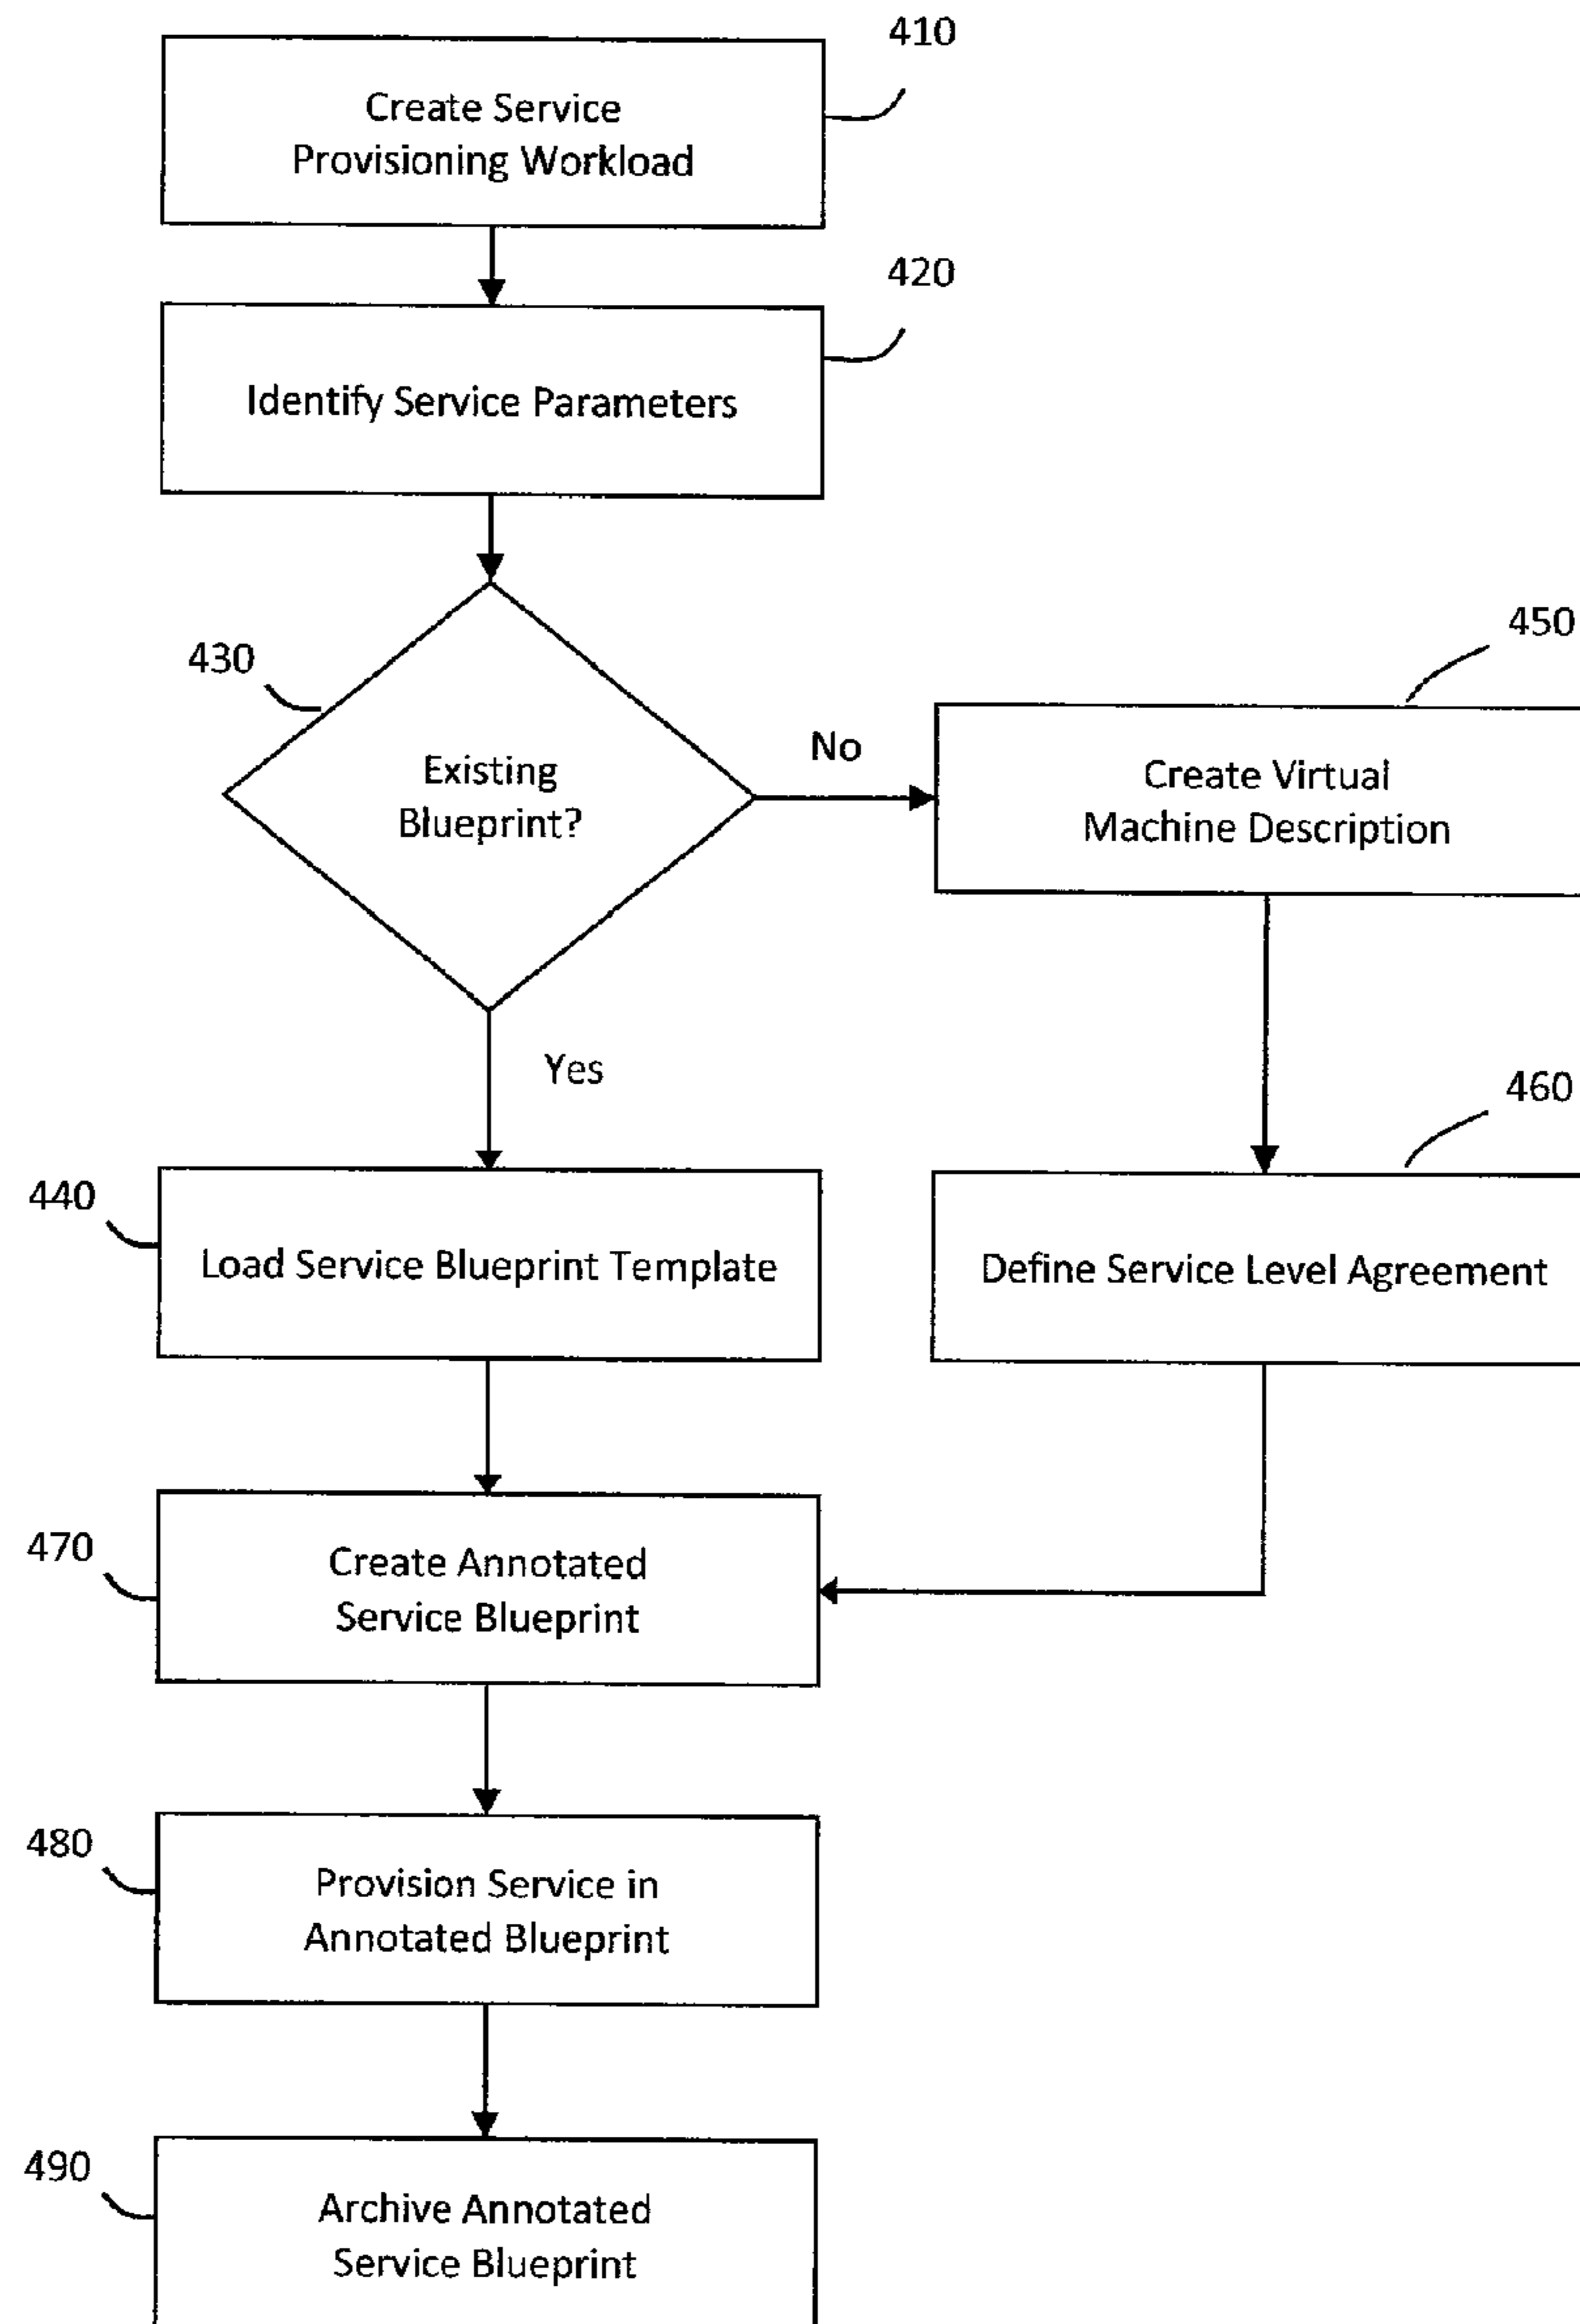 410
Create Service
Provisioning Workload
420
Identify Service Parameters
430
Existing
Blueprint?
No
450
Create Virtual
Machine Description
Yes
460
440
Load Service Blueprint Template
Define Service Level Agreement
470
Create Annotated
Service Blueprint
480
Provision Service in
Annotated Blueprint
490
Archive Annotated
Service Blueprint